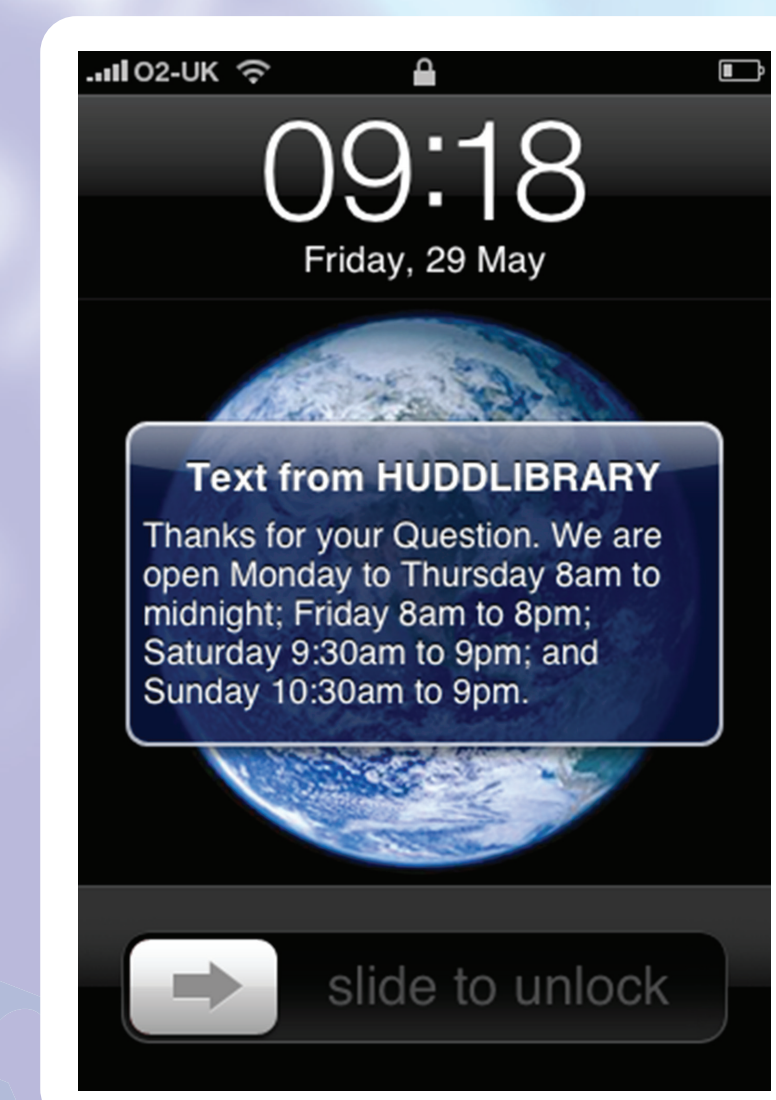 O2-UK
09:18
Friday, 29 May
Text from HUDDLIBRARY
Thanks for your Question. We are
open Monday to Thursday 8am to
midnight; Friday 8am to 8pm;
Saturday 9:30am to 9pm; and
Sunday 10:30am to 9pm.
slide to unlock